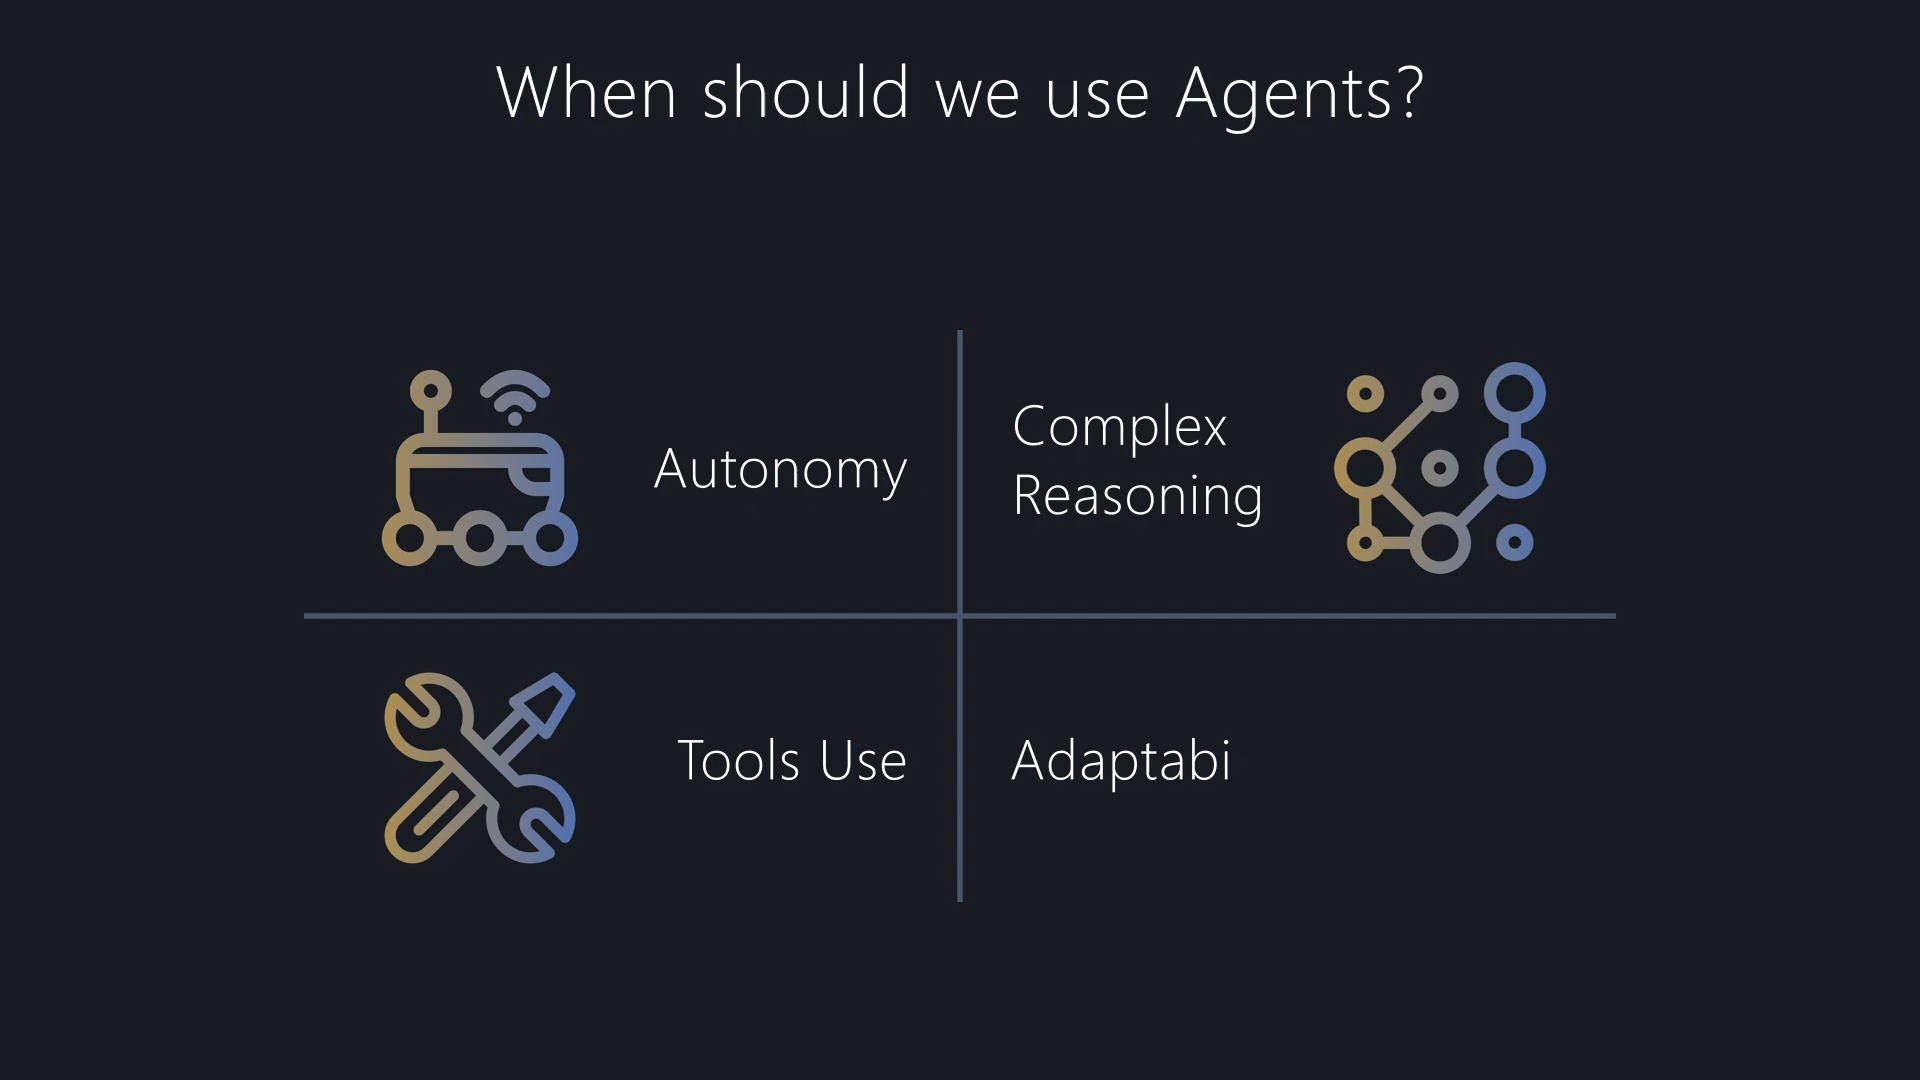 When should we use Agents?
Autonomy
Complex
Reasoning
Tools Use
Adaptabi